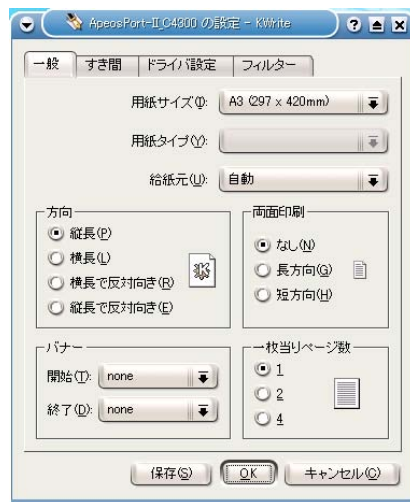 ApeosPort-II_C4300 の設定 - KWrite
一般 すき間 ドライバ設定 フィルター
用紙サイズ(I): A3 (297 x 420mm)
用紙タイプ(Y):
給紙元(U): 自動
方向
縦長(P)
横長(L)
横長で反対向き(R)
縦長で反対向き(E)
両面印刷
なし(N)
長方向(G)
短方向(H)
バナー
開始(T): none
終了(D): none
一枚当りページ数
1
2
4
保存(S) OK キャンセル(C)